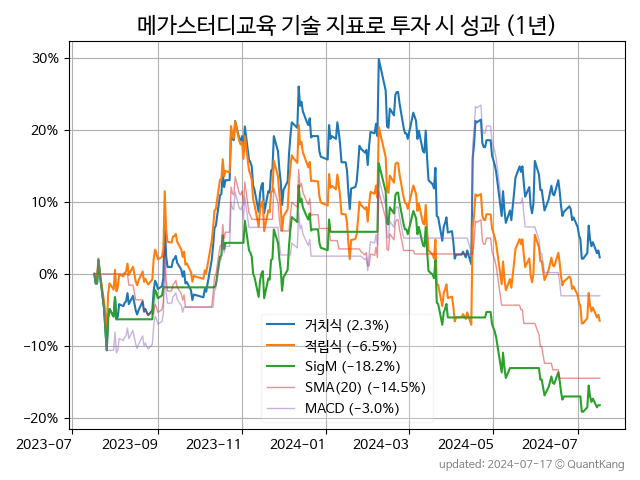 메가스터디교육 기술 지표로 투자 시 성과 (1년)
30%
20%
10%
0%
−10%
−20%
거치식 (2.3%)
적립식 (−6.5%)
SigM (−18.2%)
SMA(20) (−14.5%)
MACD (−3.0%)
2023-07 2023-09 2023-11 2024-01 2024-03 2024-05 2024-07
updated: 2024-07-17 © QuantKang